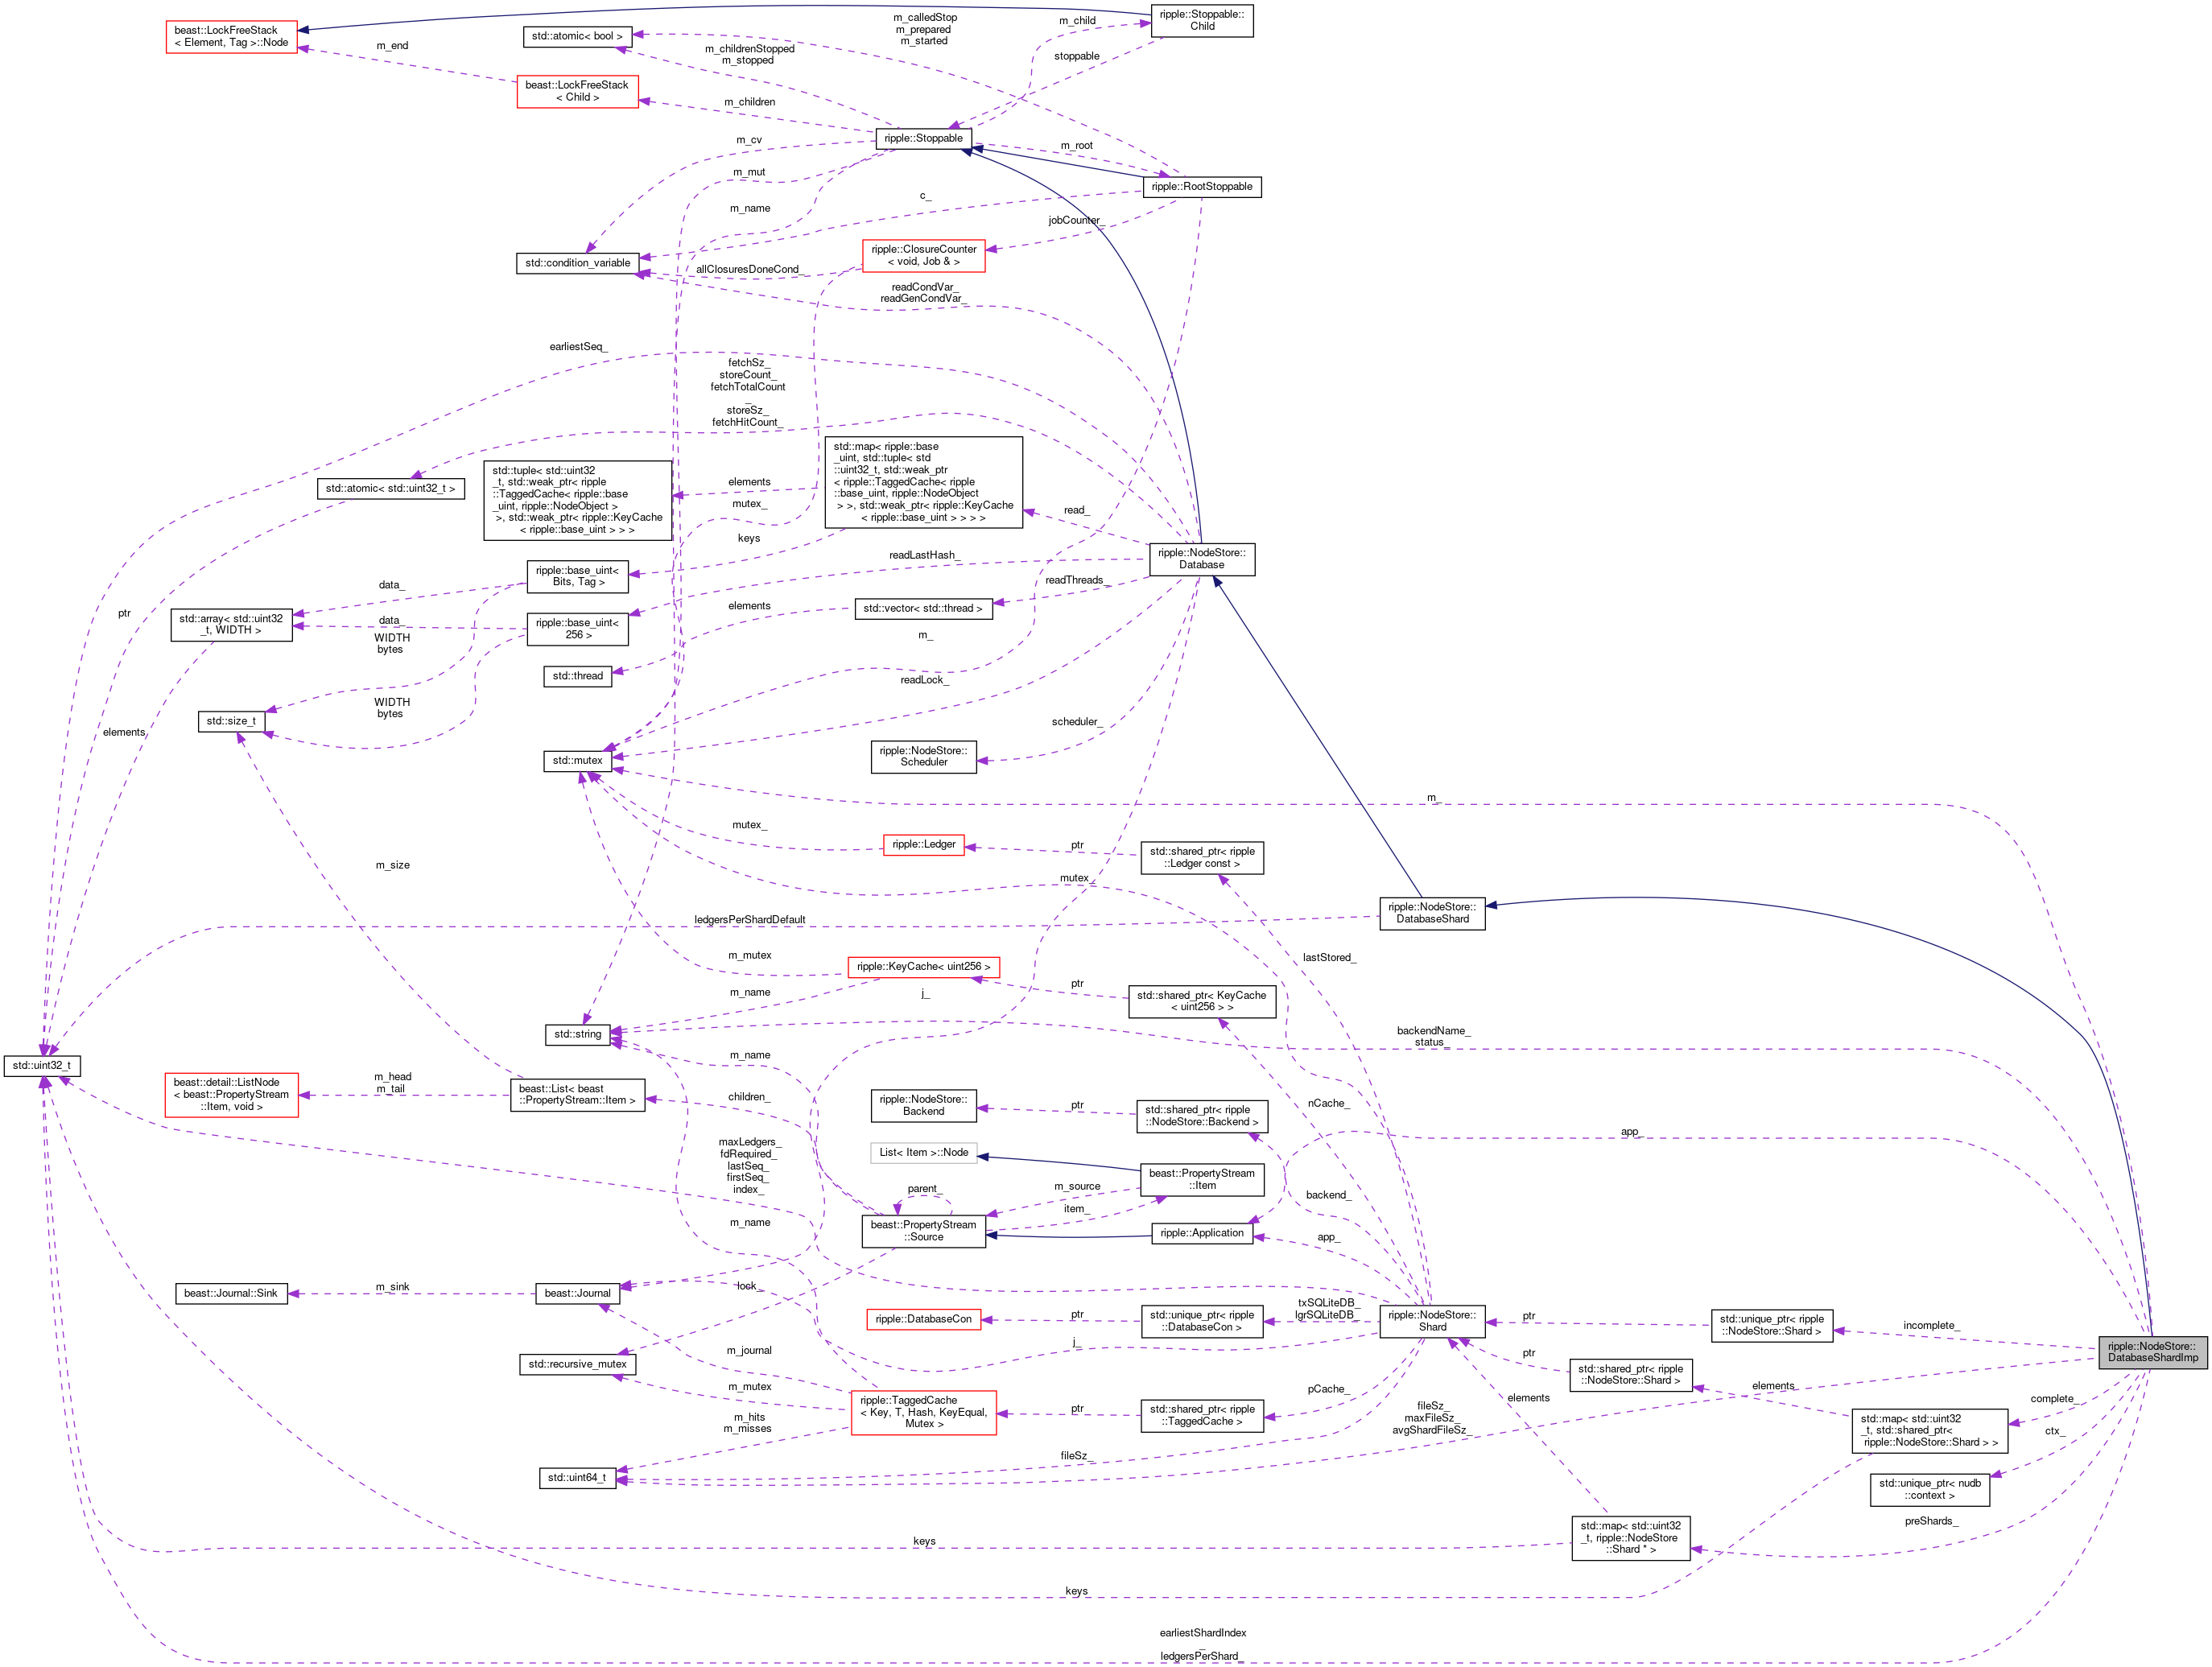 ripple::Stoppable::
Child
beast::LockFreeStack
< Element, Tag >::Node
std::atomic< bool >
m_calledStop
m_prepared
m_started
m_child
m_end
m_childrenStopped
m_stopped
stoppable
beast::LockFreeStack
< Child >
m_children
ripple::Stoppable
m_cv
m_root
m_mut
ripple::RootStoppable
m_name
c_
jobCounter_
ripple::ClosureCounter
< void, Job & >
std::condition_variable
allClosuresDoneCond_
readCondVar_
readGenCondVar_
earliestSeq_
fetchSz_
storeCount_
fetchTotalCount
_
storeSz_
fetchHitCount_
std::map< ripple::base
_uint, std::tuple< std
::uint32_t, std::weak_ptr
< ripple::TaggedCache< ripple
::base_uint, ripple::NodeObject
> >, std::weak_ptr< ripple::KeyCache
< ripple::base_uint > > > >
std::tuple< std::uint32
_t, std::weak_ptr< ripple
::TaggedCache< ripple::base
_uint, ripple::NodeObject >
>, std::weak_ptr< ripple::KeyCache
< ripple::base_uint > > >
std::atomic< std::uint32_t >
elements
mutex_
read_
keys
ripple::NodeStore::
Database
readLastHash_
ripple::base_uint<
Bits, Tag >
data_
readThreads_
ptr
std::array< std::uint32
_t, WIDTH >
data_
ripple::base_uint<
256 >
elements
std::vector< std::thread >
WIDTH
bytes
m_
std::thread
readLock_
WIDTH
bytes
std::size_t
scheduler_
elements
std::mutex
ripple::NodeStore::
Scheduler
m_
mutex_
ripple::Ledger
ptr
std::shared_ptr< ripple
::Ledger const >
m_size
mutex_
ripple::NodeStore::
DatabaseShard
ledgersPerShardDefault
lastStored_
m_mutex
ripple::KeyCache< uint256 >
ptr
std::shared_ptr< KeyCache
< uint256 > >
m_name
j_
std::string
backendName_
status_
std::uint32_t
m_name
beast::detail::ListNode
< beast::PropertyStream
::Item, void >
m_head
m_tail
beast::List< beast
::PropertyStream::Item >
children_
ripple::NodeStore::
Backend
ptr
std::shared_ptr< ripple
::NodeStore::Backend >
nCache_
app_
List< Item >::Node
maxLedgers_
fdRequired_
lastSeq_
firstSeq_
index_
beast::PropertyStream
::Item
parent_
m_source
item_
backend_
m_name
beast::PropertyStream
::Source
ripple::Application
app_
beast::Journal::Sink
m_sink
beast::Journal
lock_
ripple::DatabaseCon
ptr
std::unique_ptr< ripple
::DatabaseCon >
txSQLiteDB_
lgrSQLiteDB_
ripple::NodeStore::
Shard
ptr
std::unique_ptr< ripple
::NodeStore::Shard >
incomplete_
j_
ripple::NodeStore::
DatabaseShardImp
m_journal
std::recursive_mutex
ptr
std::shared_ptr< ripple
::NodeStore::Shard >
m_mutex
ripple::TaggedCache
< Key, T, Hash, KeyEqual,
Mutex >
pCache_
elements
elements
complete_
ptr
std::shared_ptr< ripple
::TaggedCache >
m_hits
m_misses
fileSz_
maxFileSz_
avgShardFileSz_
std::map< std::uint32
_t, std::shared_ptr<
ripple::NodeStore::Shard > >
ctx_
fileSz_
std::uint64_t
std::unique_ptr< nudb
::context >
preShards_
std::map< std::uint32
_t, ripple::NodeStore
::Shard * >
keys
keys
earliestShardIndex
_
ledgersPerShard_